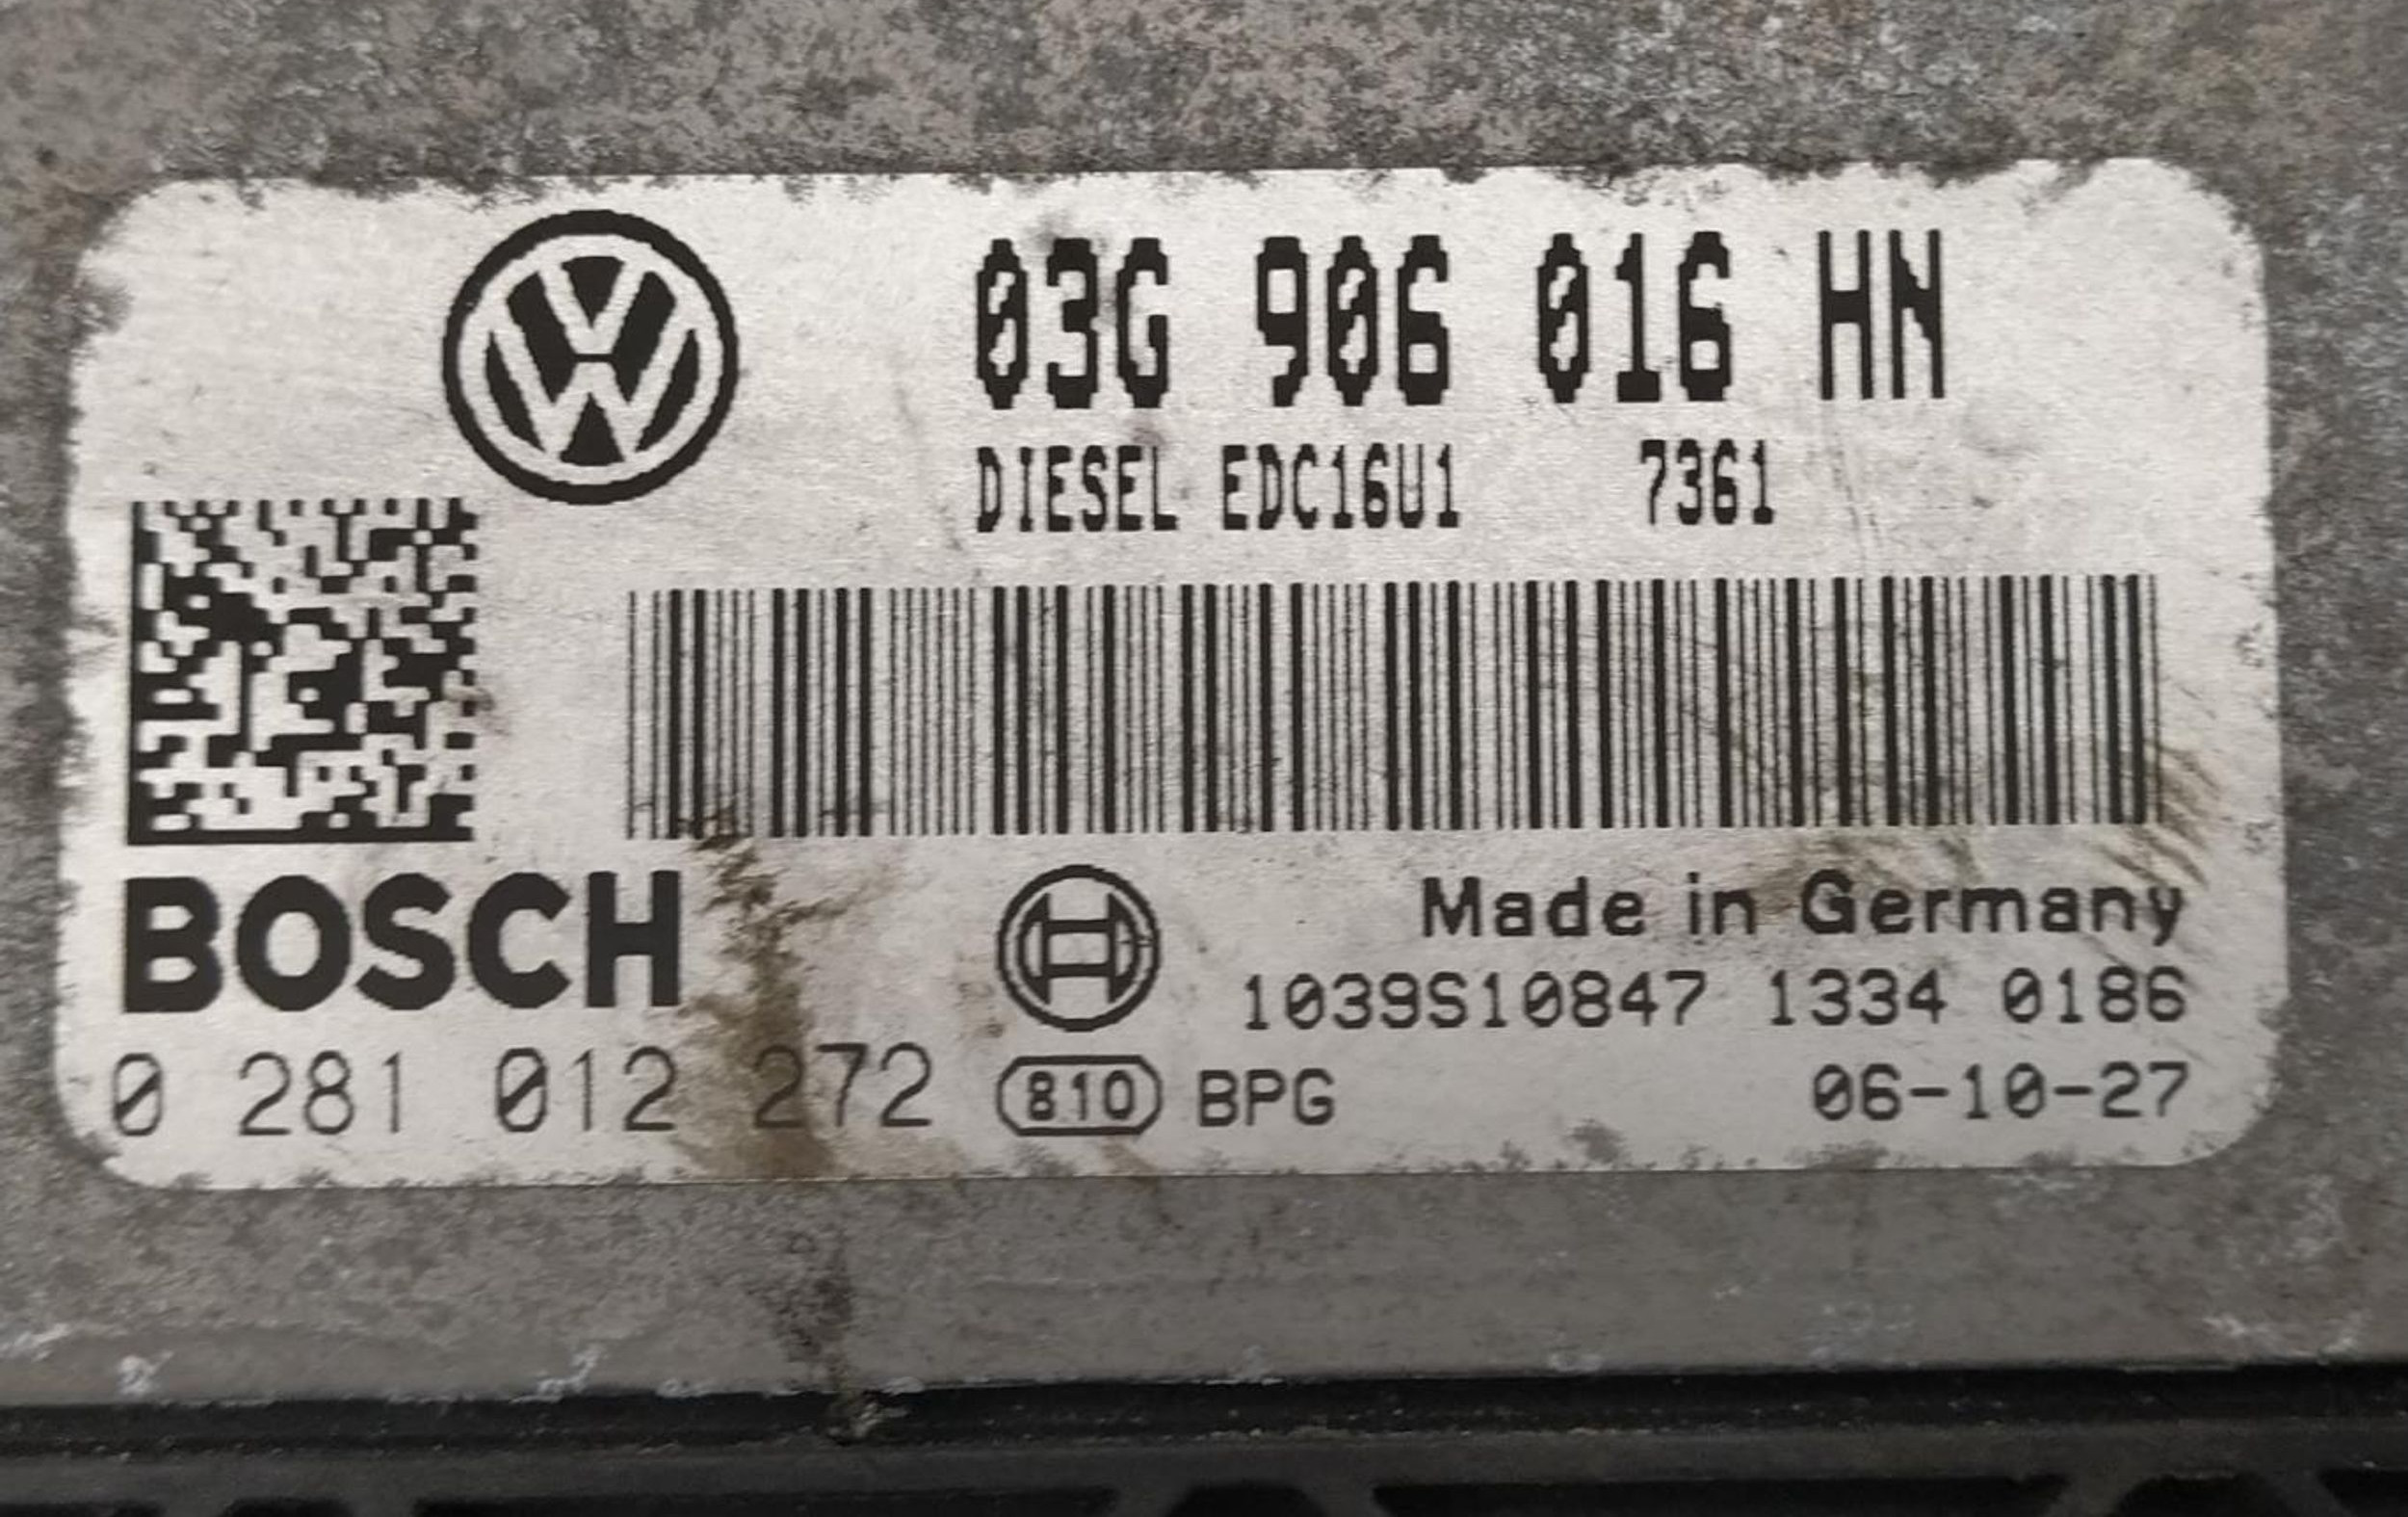 03G 906 016 HN
DIESEL EDC16U1 7361
BOSCH
Made in Germany
1039S10847 1334 0186
0 281 012 272 810 BPG 06-10-27